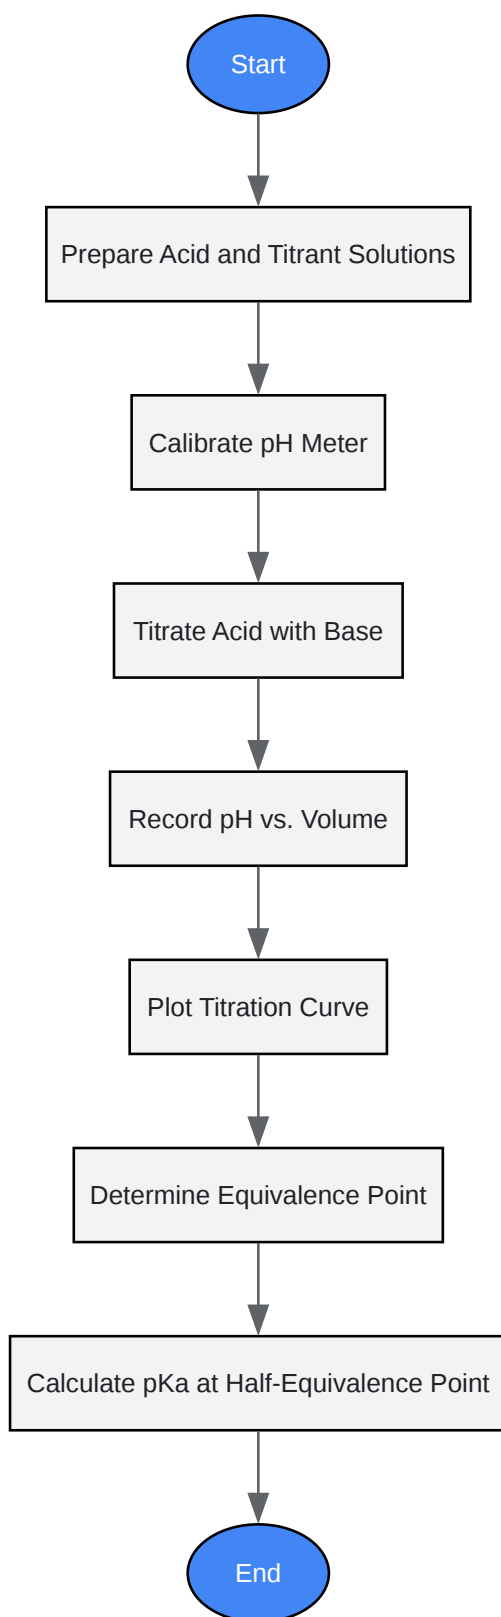 Start
Prepare Acid and Titrant Solutions
Calibrate pH Meter
Titrate Acid with Base
Record pH vs. Volume
Plot Titration Curve
Determine Equivalence Point
Calculate pKa at Half-Equivalence Point
End